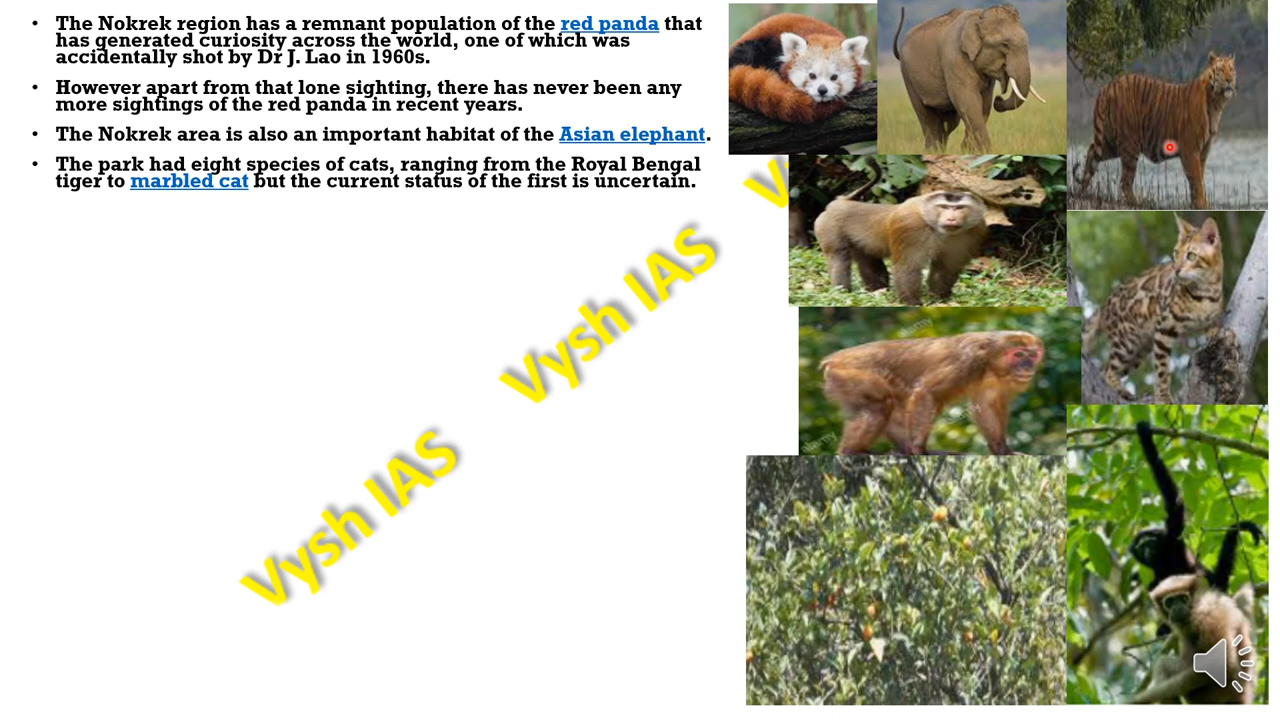 • The Nokrek region has a remnant population of the red panda that
has generated curiosity across the world, one of which was
accidentally shot by Dr J. Lao in 1960s.
• However apart from that lone sighting, there has never been any
more sightings of the red panda in recent years.
• The Nokrek area is also an important habitat of the Asian elephant.
• The park had eight species of cats, ranging from the Royal Bengal
tiger to marbled cat but the current status of the first is uncertain.
V
Vysh IAS
Vysh IAS
alamy
alamy